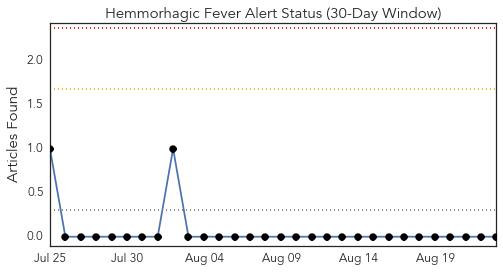 Hemmorhagic Fever Alert Status (30-Day Window)
Articles Found
2.0
1.5
1.0
0.5
0.0
Jul 25
Jul 30
Aug 04
Aug 09
Aug 14
Aug 19